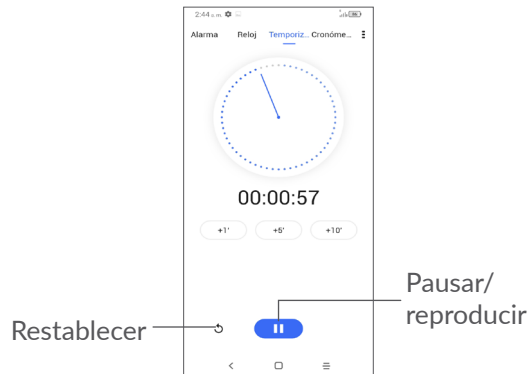 2:44 a. m.
Alarma Reloj Temporiz.. Cronóme...
00:00:57
+1' +5' +10'
Pausar/
reproducir
Restablecer